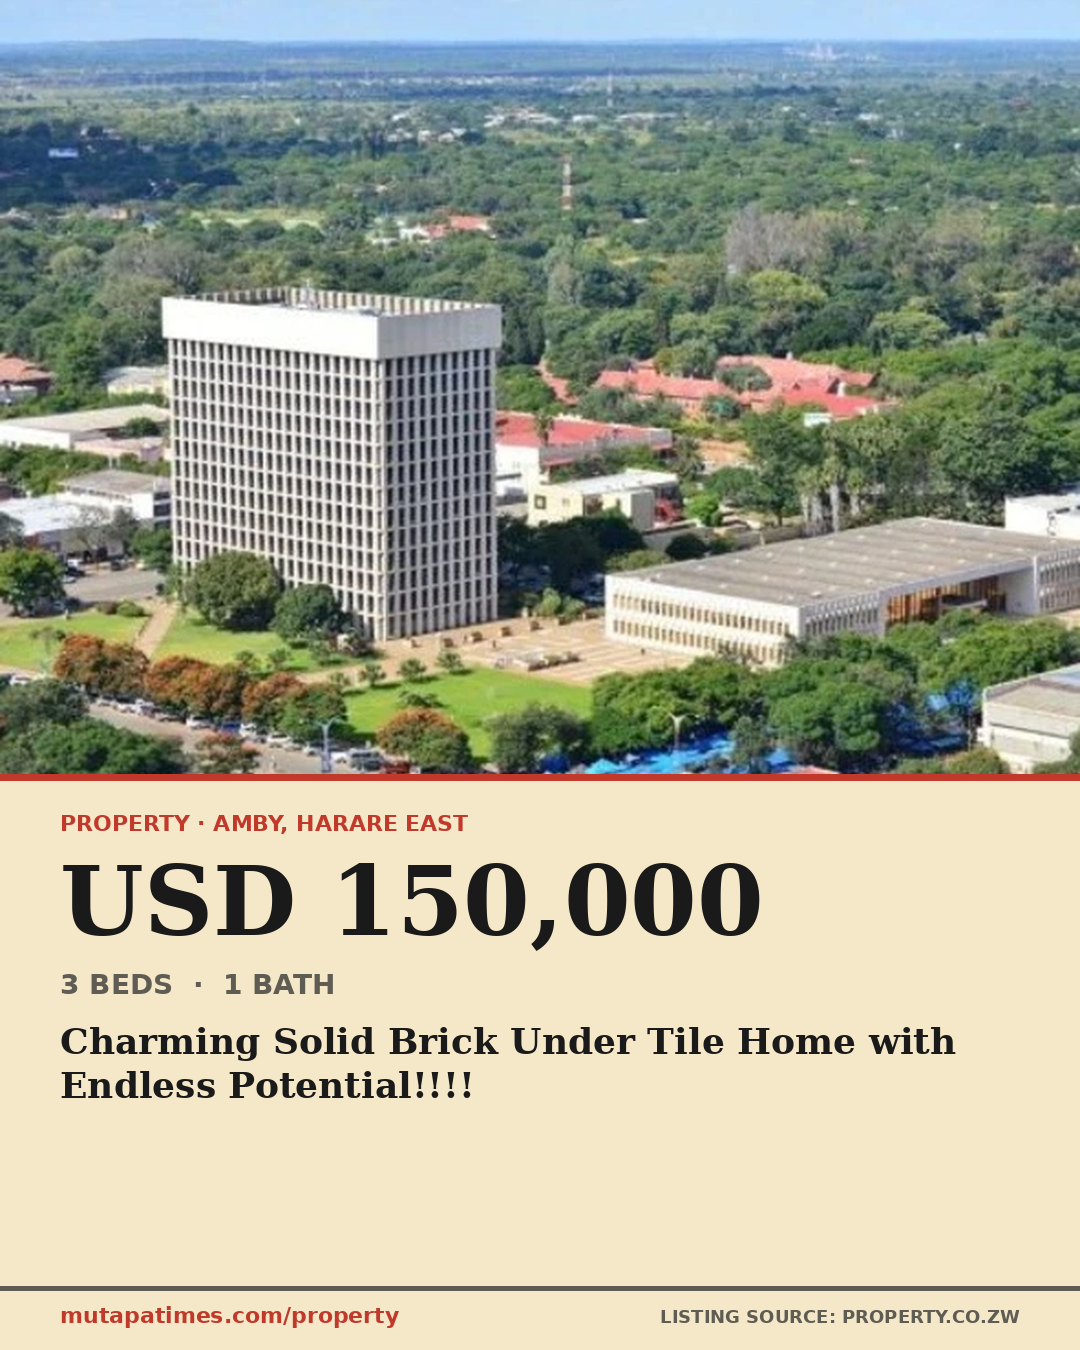 PROPERTY · AMBY, HARARE EAST
USD 150,000
3 BEDS · 1 BATH
Charming Solid Brick Under Tile Home with
Endless Potential!!!!
mutapatimes.com/property
LISTING SOURCE: PROPERTY.CO.ZW